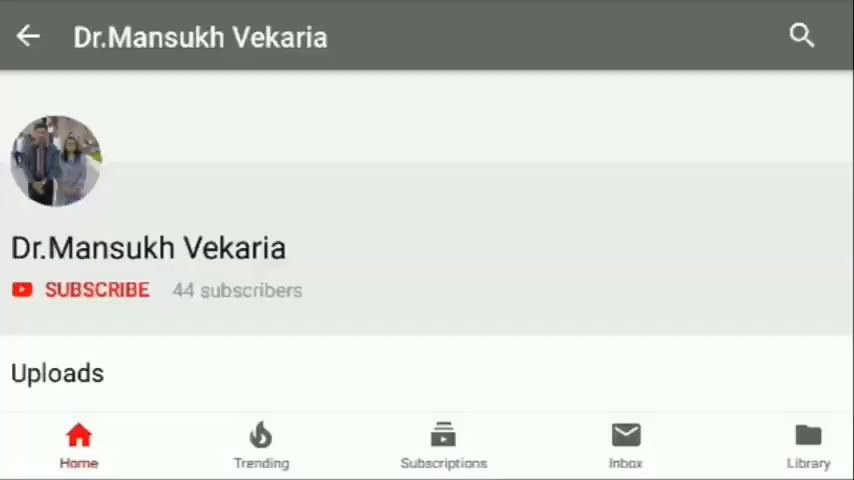 Dr.Mansukh Vekaria
Dr.Mansukh Vekaria
SUBSCRIBE 44 subscribers
Uploads
Home Trending Subscriptions Inbox Library